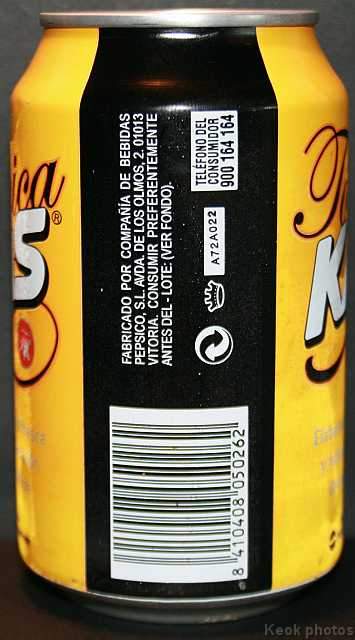 FABRICADO POR COMPAÑÍA DE BEBIDAS
PEPSICO, S.L. AVDA. DE LOS OLMOS, 2. 01013
VITORIA. CONSUMIR PREFERENTEMENTE
ANTES DEL - LOTE: (VER FONDO).
TELÉFONO DEL
CONSUMIDOR
900 164 164
A72A022
8 410408 050262
ica
S®
K
Keok photos